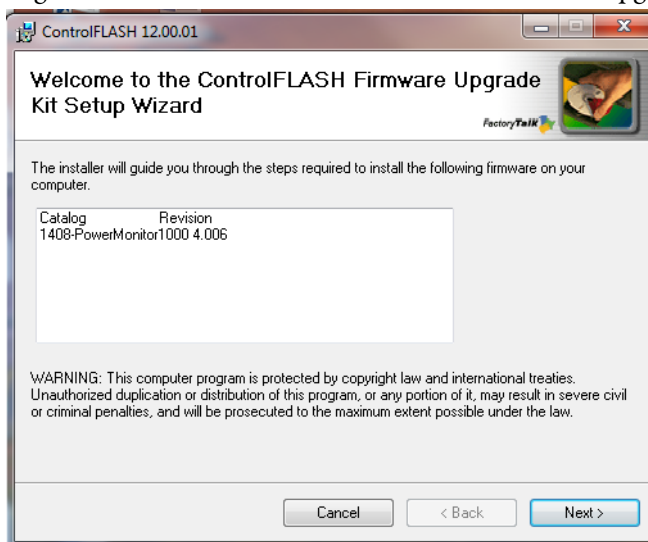 ControlFLASH 12.00.01
Welcome to the ControlFLASH Firmware Upgrade
Kit Setup Wizard
FactoryTalk
The installer will guide you through the steps required to install the following firmware on your
computer.
Catalog Revision
1408-PowerMonitor1000 4.006
WARNING: This computer program is protected by copyright law and international treaties.
Unauthorized duplication or distribution of this program, or any portion of it, may result in severe civil
or criminal penalties, and will be prosecuted to the maximum extent possible under the law.
Cancel < Back Next >